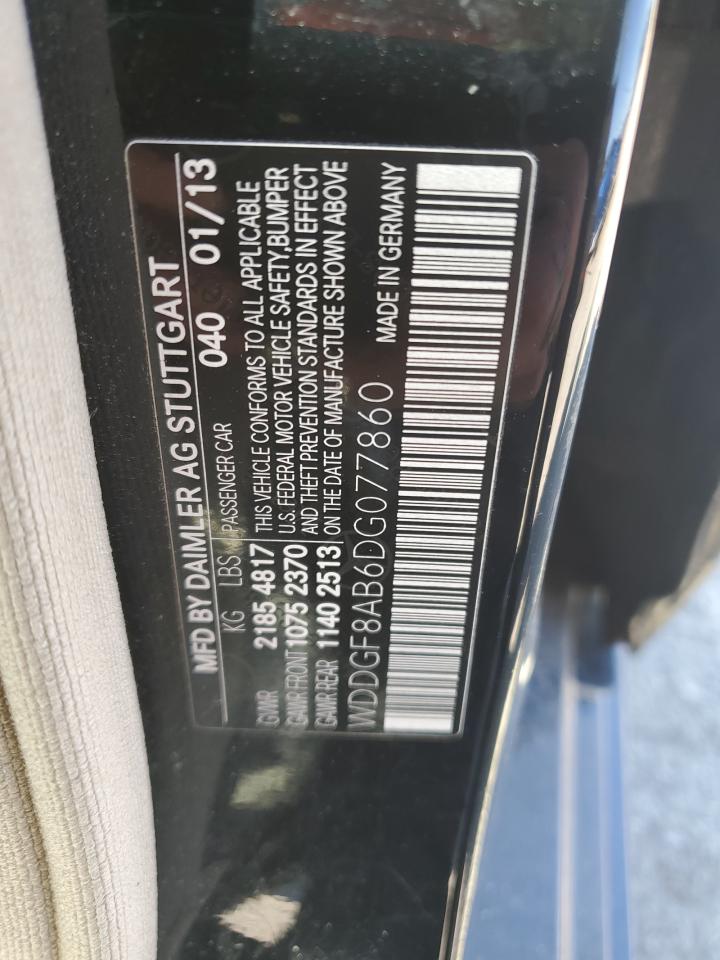 MFD BY DAIMLER AG STUTTGART
040 01/13
KG LBS PASSENGER CAR
GVWR 2185 4817
GAWR-FRONT 1075 2370
GAWR-REAR 1140 2513
THIS VEHICLE CONFORMS TO ALL APPLICABLE
U.S. FEDERAL MOTOR VEHICLE SAFETY,BUMPER
AND THEFT PREVENTION STANDARDS IN EFFECT
ON THE DATE OF MANUFACTURE SHOWN ABOVE
WDDGF8AB6DG077860
MADE IN GERMANY